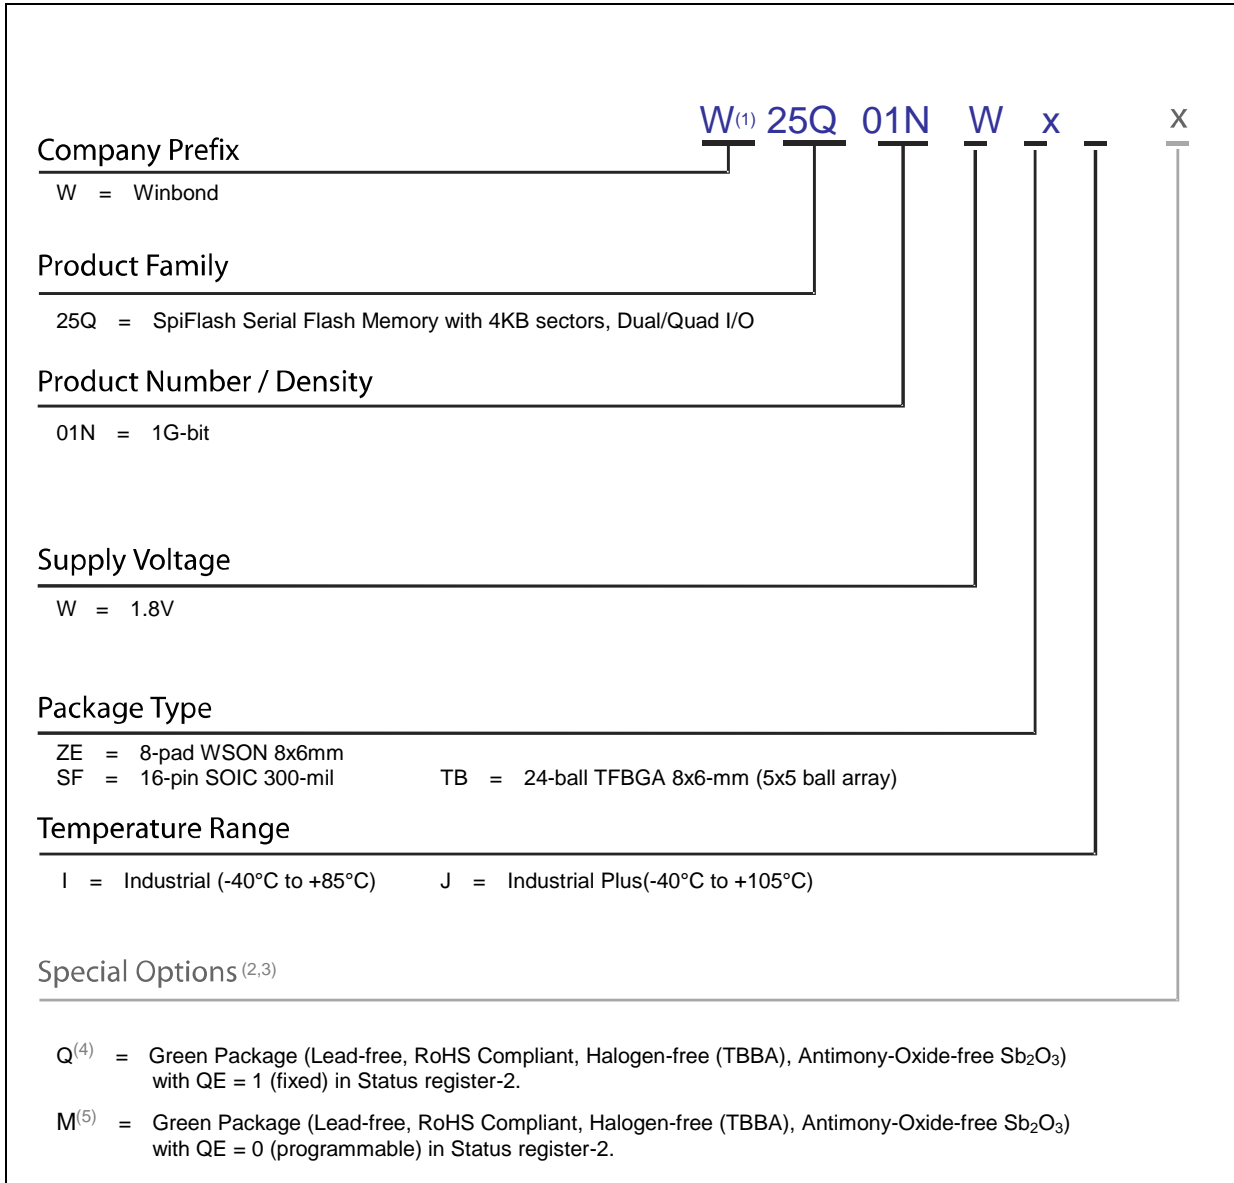 W(1) 25Q 01N W x x
Company Prefix
W = Winbond
Product Family
25Q = SpiFlash Serial Flash Memory with 4KB sectors, Dual/Quad I/O
Product Number / Density
01N = 1G-bit
Supply Voltage
W = 1.8V
Package Type
ZE = 8-pad WSON 8x6mm
SF = 16-pin SOIC 300-mil TB = 24-ball TFBGA 8x6-mm (5x5 ball array)
Temperature Range
I = Industrial (-40°C to +85°C) J = Industrial Plus(-40°C to +105°C)
Special Options (2,3)
Q(4) = Green Package (Lead-free, RoHS Compliant, Halogen-free (TBBA), Antimony-Oxide-free Sb₂O₃)
with QE = 1 (fixed) in Status register-2.
M(5) = Green Package (Lead-free, RoHS Compliant, Halogen-free (TBBA), Antimony-Oxide-free Sb₂O₃)
with QE = 0 (programmable) in Status register-2.